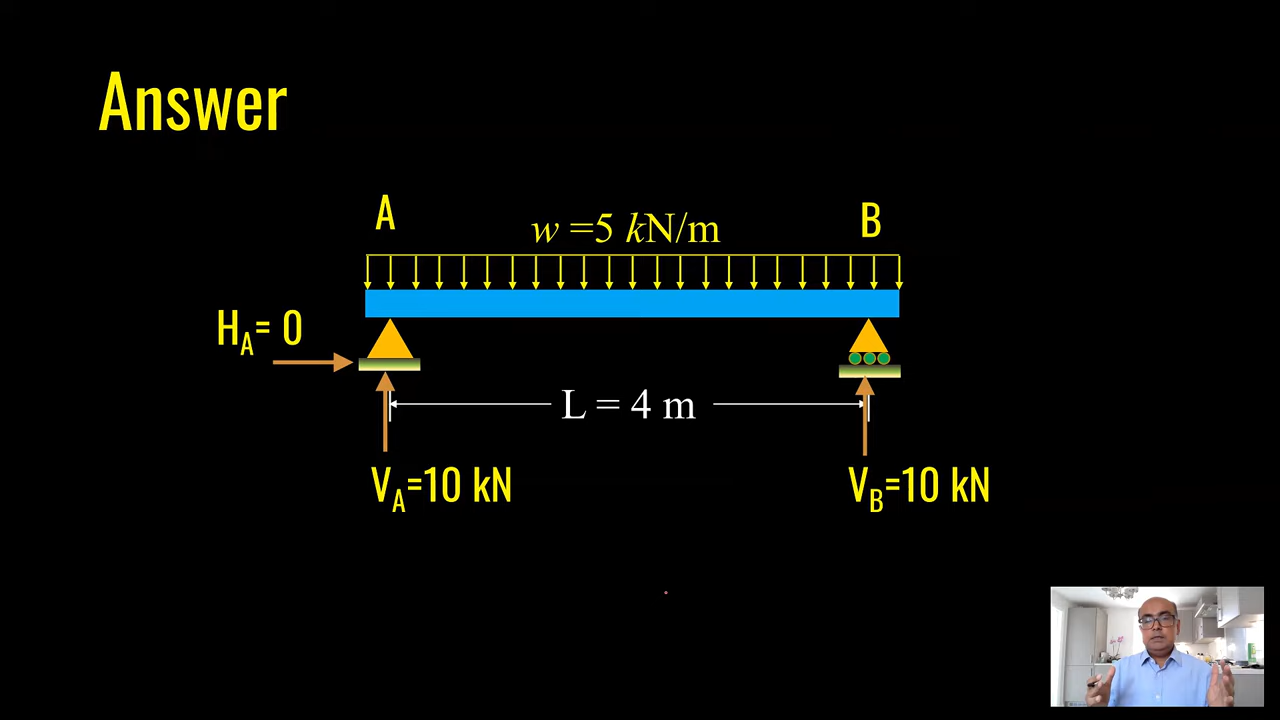 Answer
A
B
w =5 kN/m
H_A= 0
L = 4 m
V_A=10 kN
V_B=10 kN